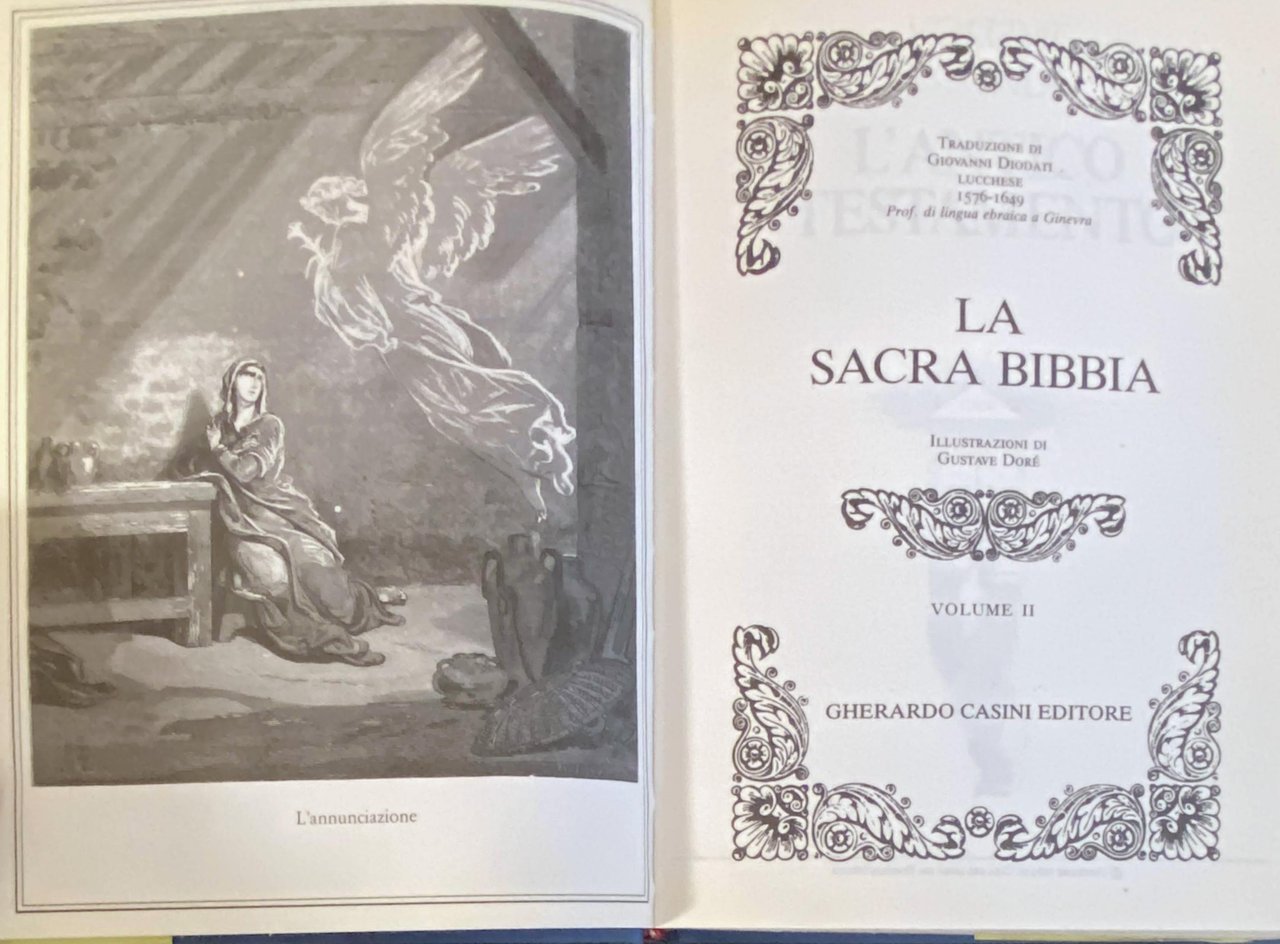 L'annunciazione
TRADUZIONE DI
GIOVANNI DIODATI
LUCCHESE
1576-1649
Prof. di lingua ebraica a Ginevra
LA
SACRA BIBBIA
ILLUSTRAZIONI DI
GUSTAVE DORÉ
VOLUME II
GHERARDO CASINI EDITORE